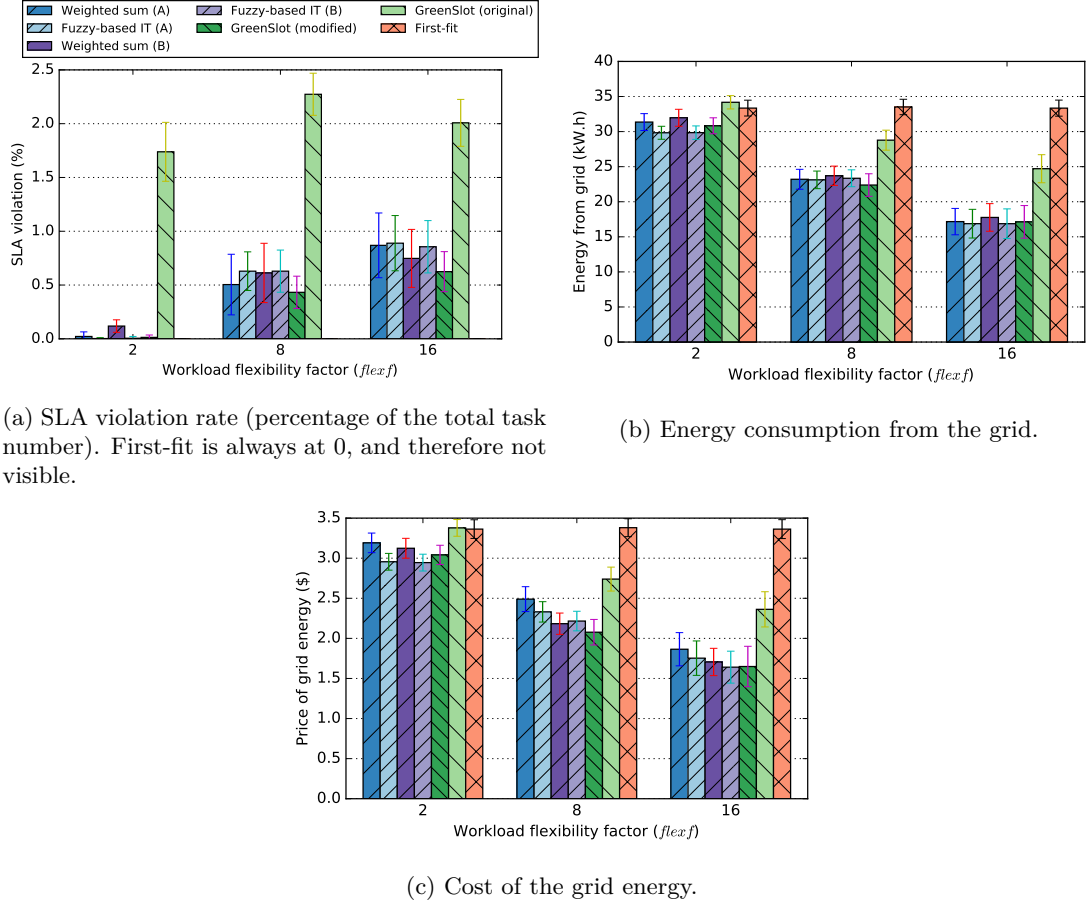 Weighted sum (A) Fuzzy-based IT (B) GreenSlot (original)
Fuzzy-based IT (A) GreenSlot (modified) First-fit
Weighted sum (B)
2.5
2.0
1.5
1.0
0.5
0.0
SLA violation (%)
2 8 16
Workload flexibility factor (flexf)
(a) SLA violation rate (percentage of the total task
number). First-fit is always at 0, and therefore not
visible.
40
35
30
25
20
15
10
5
0
Energy from grid (kW.h)
2 8 16
Workload flexibility factor (flexf)
(b) Energy consumption from the grid.
3.5
3.0
2.5
2.0
1.5
1.0
0.5
0.0
Price of grid energy ($)
2 8 16
Workload flexibility factor (flexf)
(c) Cost of the grid energy.